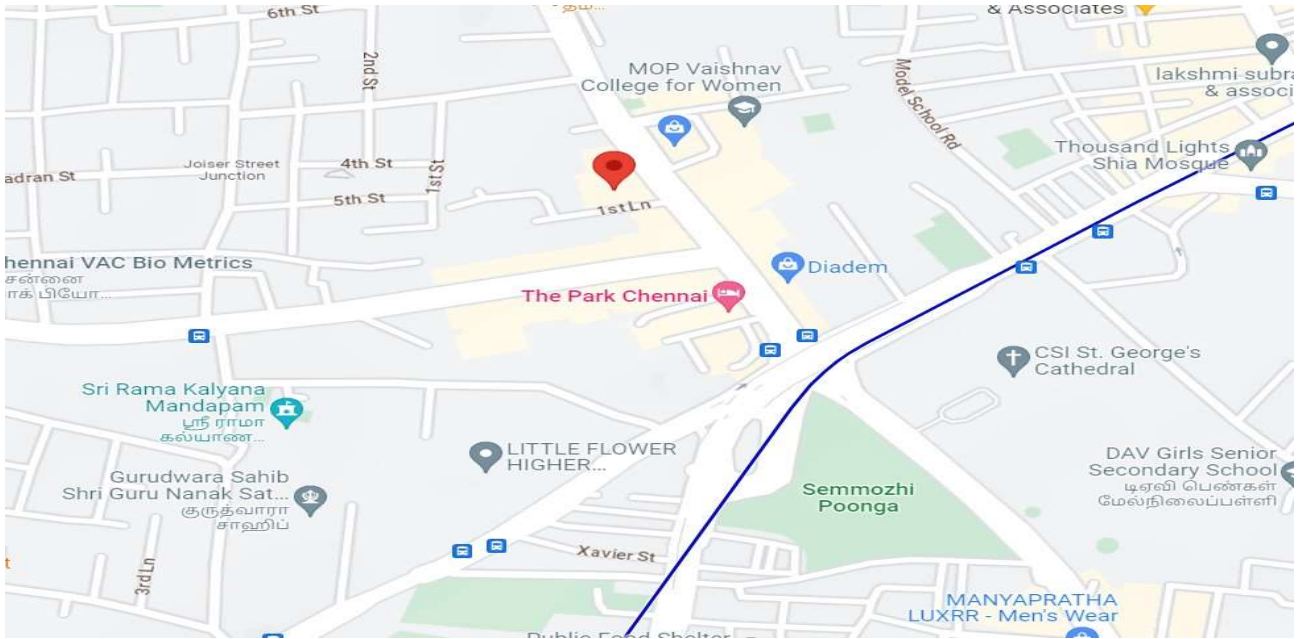 6th St
தமி...
& Associates
2nd St
MOP Vaishnav
College for Women
Model School Rd
lakshmi subra
& associ
Thousand Lights
Shia Mosque
Joiser Street
Junction
4th St
1st St
adran St
5th St
1st Ln
hennai VAC Bio Metrics
சென்னை
ாக் பியோ...
Diadem
The Park Chennai
CSI St. George's
Cathedral
Sri Rama Kalyana
Mandapam
ஸ்ரீ ராமா
கல்யாண...
LITTLE FLOWER
HIGHER...
DAV Girls Senior
Secondary School
டிஏவி பெண்கள்
மேல்நிலைப்பள்ளி
Gurudwara Sahib
Shri Guru Nanak Sat...
குருத்வாரா
சாஹிப்
Semmozhi
Poonga
Xavier St
3rd Ln
t
MANYAPRATHA
LUXRR - Men's Wear
Public Food Shelter -